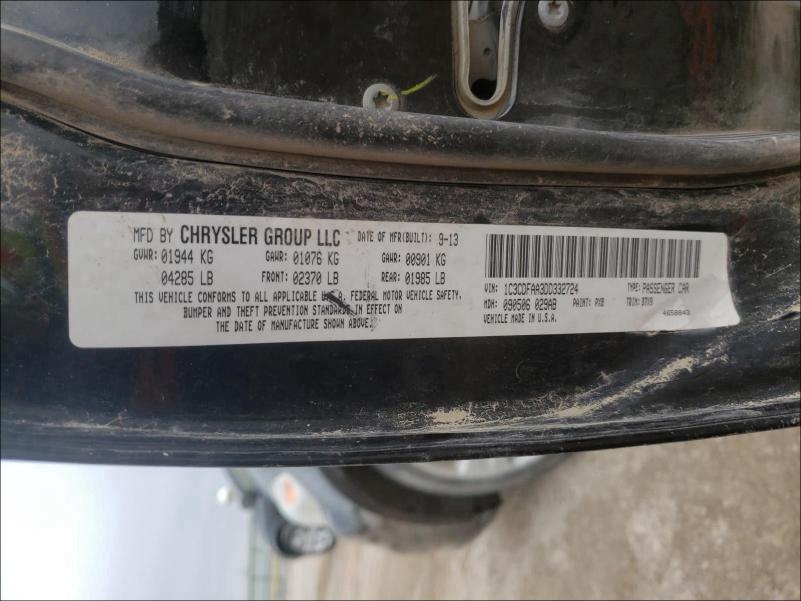 MFD BY CHRYSLER GROUP LLC DATE OF MFR(BUILT): 9-13
GVWR: 01944 KG GAWR: 01076 KG GAWR: 00901 KG
04285 LB FRONT: 02370 LB REAR: 01985 LB
THIS VEHICLE CONFORMS TO ALL APPLICABLE U.S.A. FEDERAL MOTOR VEHICLE SAFETY,
BUMPER AND THEFT PREVENTION STANDARDS IN EFFECT ON
THE DATE OF MANUFACTURE SHOWN ABOVE.
VIN: 1C3CDFAA3DD332724 TYPE: PASSENGER CAR
MDH: 090506 029AB PAINT: PXB TRIM:
VEHICLE MADE IN U.S.A.